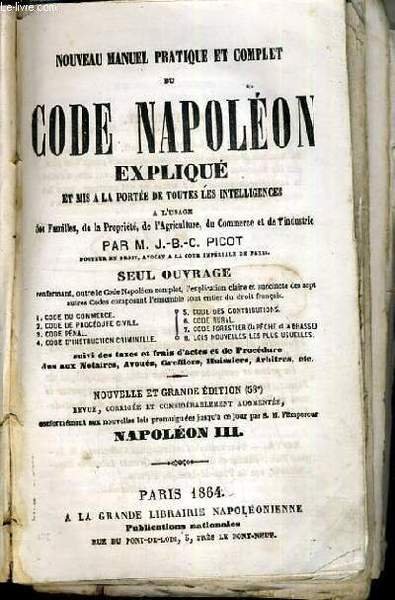 Le-livre.com
NOUVEAU MANUEL PRATIQUE ET COMPLET
DU
CODE NAPOLÉON
EXPLIQUÉ
ET MIS A LA PORTÉE DE TOUTES LES INTELLIGENCES
A L'USAGE
des Familles, de la Propriété, de l'Agriculture, du Commerce et de l'industrie
PAR M. J.-B.-C. PICOT
DOCTEUR EN DROIT, AVOCAT A LA COUR IMPÉRIALE DE PARIS.
SEUL OUVRAGE
renfermant, outre le Code Napoléon complet, l'explication claire et succincte des sept
autres Codes composant l'ensemble tout entier du droit français.
1. CODE DU COMMERCE.
2. CODE DE PROCÉDURE CIVILE.
3. CODE PÉNAL.
4. CODE D'INSTRUCTION CRIMINELLE.
5. CODE DES CONTRIBUTIONS.
6. CODE RURAL.
7. CODE FORESTIER (LA PÊCHE et la CHASSE)
8. LOIS NOUVELLES LES PLUS USUELLES.
suivi des taxes et frais d'actes et de Procédure
dus aux Notaires, Avoués, Greffiers, Huissiers, Arbitres, etc.
NOUVELLE ET GRANDE ÉDITION (58e)
REVUE, CORRIGÉE ET CONSIDÉRABLEMENT AUGMENTÉE,
conformément aux nouvelles lois promulguées jusqu'à ce jour par S. M. l'Empereur
NAPOLÉON III.
PARIS 1864.
A LA GRANDE LIBRAIRIE NAPOLÉONIENNE
Publications nationales
RUE DU PONT-DE-LODI, 5, PRÈS LE PONT-NEUF.